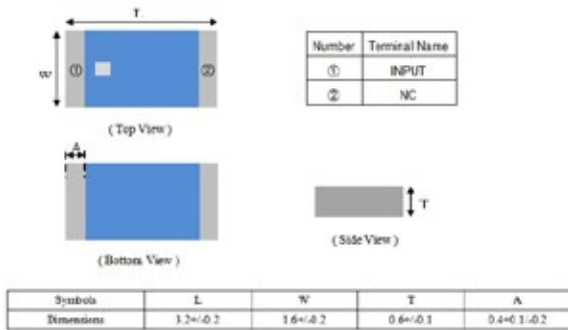 L
Number Terminal Name
W ① ② ① INPUT
② NC
( Top View )
A
T
( Side View )
( Bottom View )
Symbols L W T A
Dimensions 3.2+/-0.2 1.6+/-0.2 0.6+/-0.1 0.4+0.1/-0.2